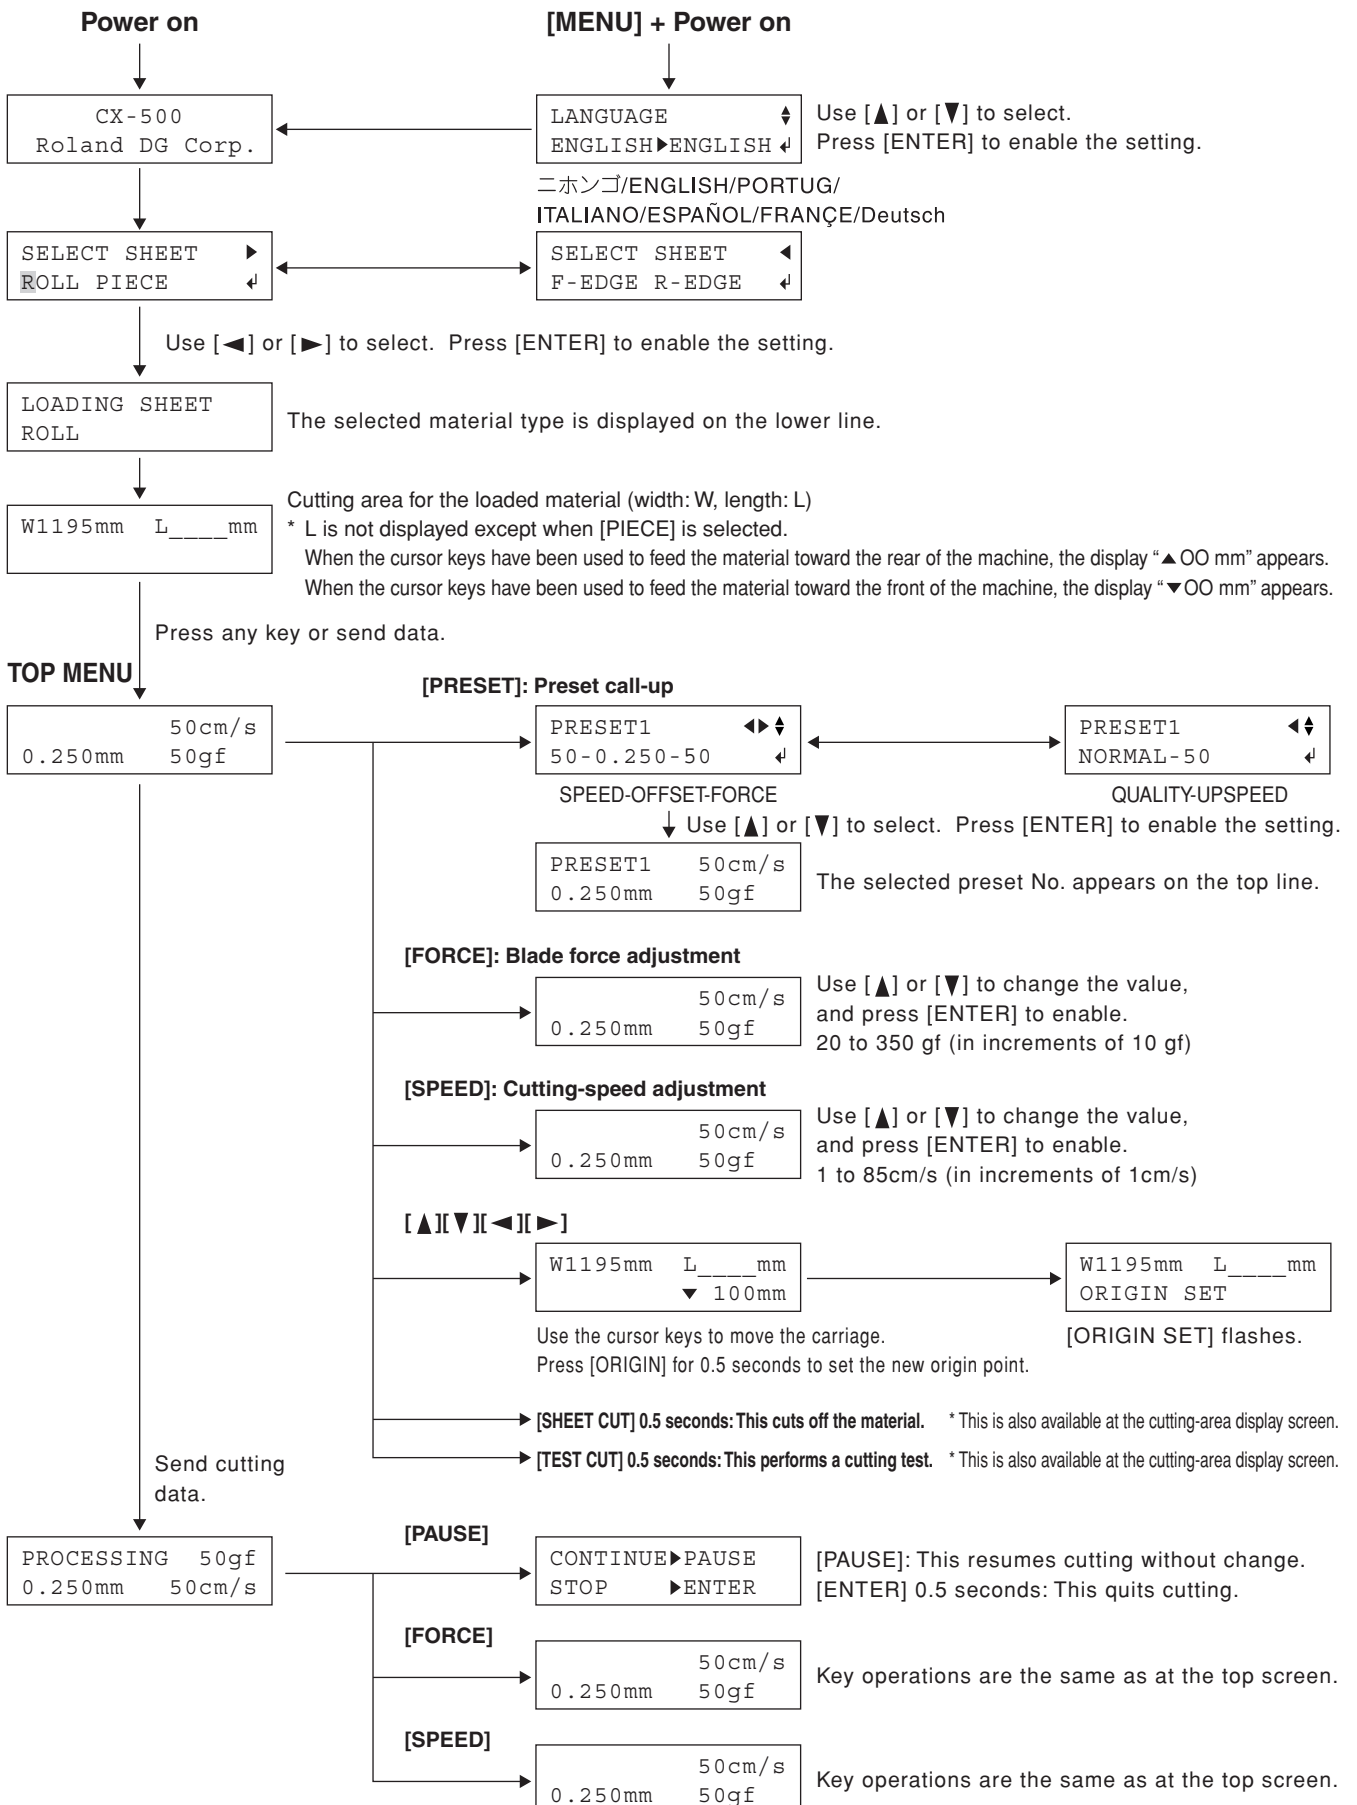 Power on
[MENU] + Power on
CX-500
Roland DG Corp.
LANGUAGE
ENGLISH▶ENGLISH
Use [▲] or [▼] to select.
Press [ENTER] to enable the setting.
ニホンゴ/ENGLISH/PORTUG/
ITALIANO/ESPAÑOL/FRANÇE/Deutsch
SELECT SHEET ▶
ROLL PIECE ↲
SELECT SHEET ◀
F-EDGE R-EDGE ↲
Use [◀] or [▶] to select. Press [ENTER] to enable the setting.
LOADING SHEET
ROLL
The selected material type is displayed on the lower line.
W1195mm L____mm
Cutting area for the loaded material (width: W, length: L)
* L is not displayed except when [PIECE] is selected.
When the cursor keys have been used to feed the material toward the rear of the machine, the display “▲OO mm” appears.
When the cursor keys have been used to feed the material toward the front of the machine, the display “▼OO mm” appears.
Press any key or send data.
TOP MENU
50cm/s
0.250mm 50gf
[PRESET]: Preset call-up
PRESET1 ◀▶
50-0.250-50 ↲
SPEED-OFFSET-FORCE
PRESET1 ◀
NORMAL-50 ↲
QUALITY-UPSPEED
Use [▲] or [▼] to select. Press [ENTER] to enable the setting.
PRESET1 50cm/s
0.250mm 50gf
The selected preset No. appears on the top line.
[FORCE]: Blade force adjustment
50cm/s
0.250mm 50gf
Use [▲] or [▼] to change the value,
and press [ENTER] to enable.
20 to 350 gf (in increments of 10 gf)
[SPEED]: Cutting-speed adjustment
50cm/s
0.250mm 50gf
Use [▲] or [▼] to change the value,
and press [ENTER] to enable.
1 to 85cm/s (in increments of 1cm/s)
[▲][▼][◀][▶]
W1195mm L____mm
▼ 100mm
W1195mm L____mm
ORIGIN SET
Use the cursor keys to move the carriage.
Press [ORIGIN] for 0.5 seconds to set the new origin point.
[ORIGIN SET] flashes.
[SHEET CUT] 0.5 seconds: This cuts off the material. * This is also available at the cutting-area display screen.
[TEST CUT] 0.5 seconds: This performs a cutting test. * This is also available at the cutting-area display screen.
Send cutting
data.
PROCESSING 50gf
0.250mm 50cm/s
[PAUSE]
CONTINUE▶PAUSE
STOP ▶ENTER
[PAUSE]: This resumes cutting without change.
[ENTER] 0.5 seconds: This quits cutting.
[FORCE]
50cm/s
0.250mm 50gf
Key operations are the same as at the top screen.
[SPEED]
50cm/s
0.250mm 50gf
Key operations are the same as at the top screen.